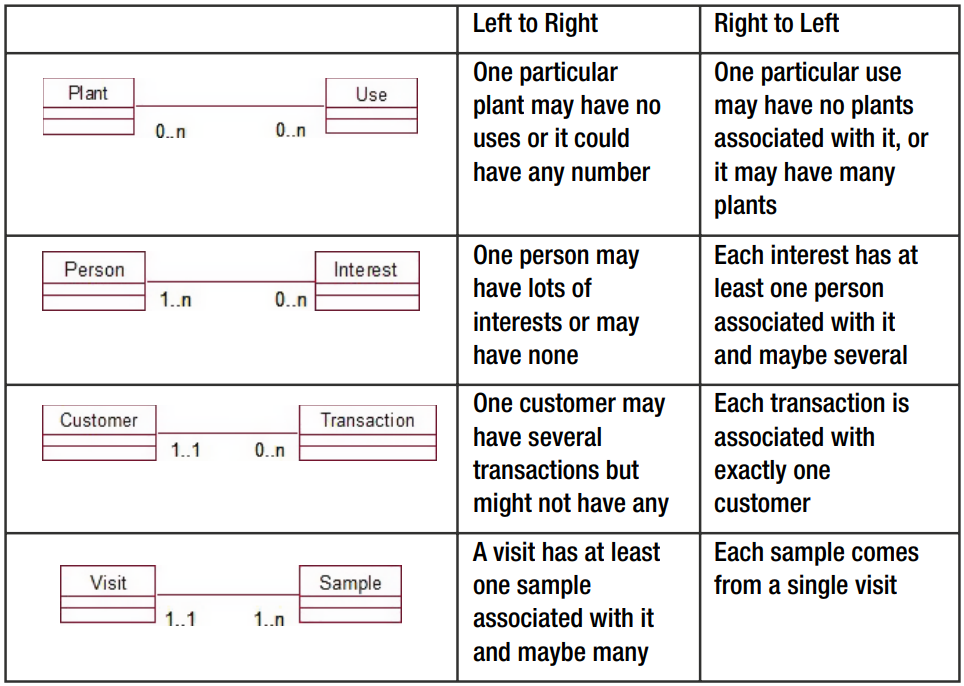 Left to Right
Right to Left
Plant
Use
0..n
0..n
One particular
plant may have no
uses or it could
have any number
One particular use
may have no plants
associated with it, or
it may have many
plants
Person
Interest
1..n
0..n
One person may
have lots of
interests or may
have none
Each interest has at
least one person
associated with it
and maybe several
Customer
Transaction
1..1
0..n
One customer may
have several
transactions but
might not have any
Each transaction is
associated with
exactly one
customer
Visit
Sample
1..1
1..n
A visit has at least
one sample
associated with it
and maybe many
Each sample comes
from a single visit